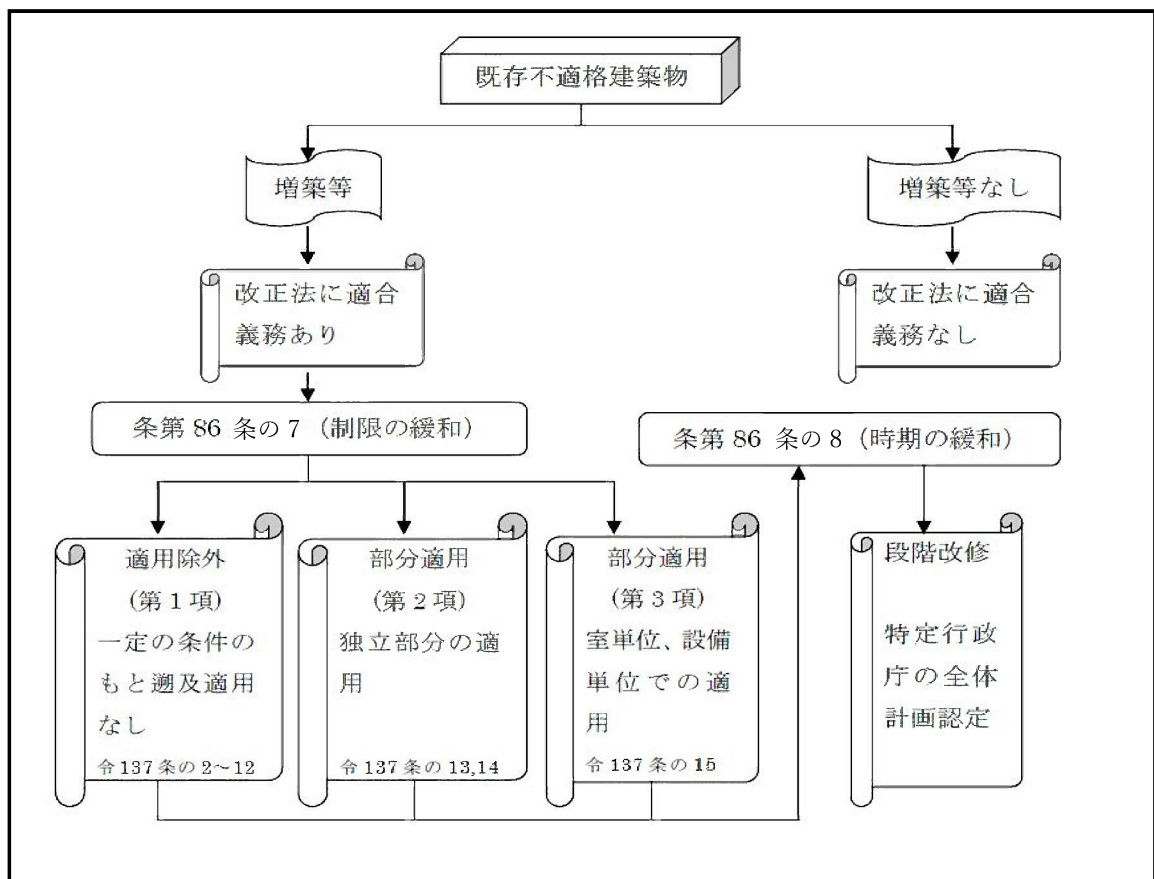 既存不適格建築物
増築等
増築等なし
改正法に適合
義務あり
改正法に適合
義務なし
条第 86 条の 7 (制限の緩和)
条第 86 条の 8 (時期の緩和)
適用除外
(第 1 項)
一定の条件の
もと遡及適用
なし
令 137 条の 2~12
部分適用
(第 2 項)
独立部分の適
用
令 137 条の 13,14
部分適用
(第 3 項)
室単位、設備
単位での適
用
令 137 条の 15
段階改修
特定行政
庁の全体
計画認定